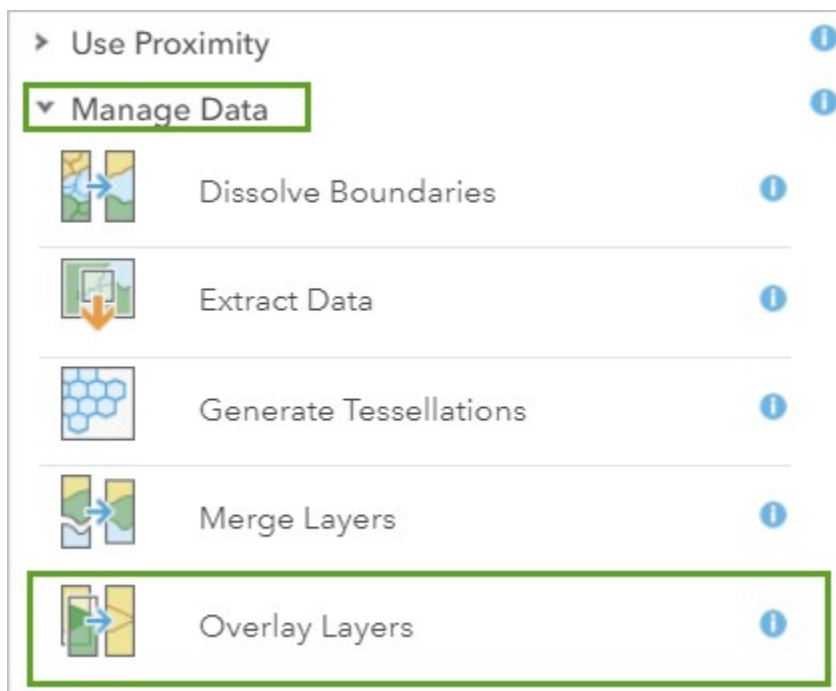 Use Proximity
Manage Data
Dissolve Boundaries
Extract Data
Generate Tessellations
Merge Layers
Overlay Layers